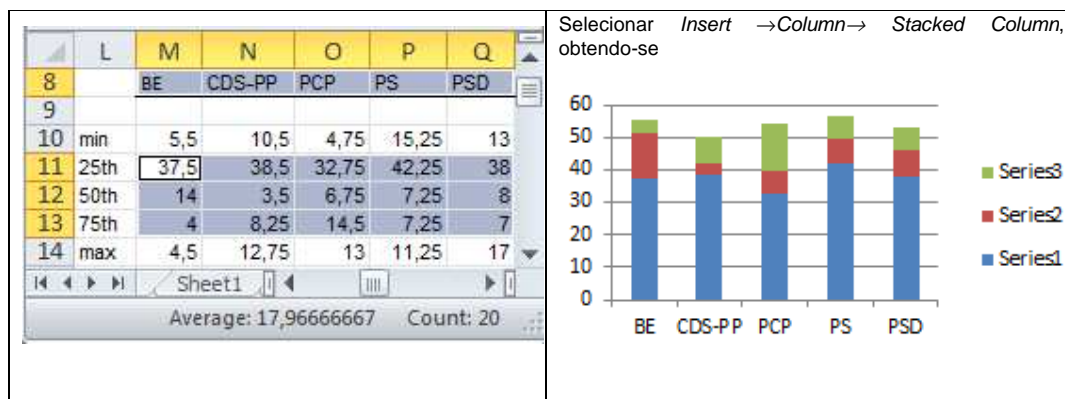 L M N O P Q
8 BE CDS-PP PCP PS PSD
9
10 min 5,5 10,5 4,75 15,25 13
11 25th 37,5 38,5 32,75 42,25 38
12 50th 14 3,5 6,75 7,25 8
13 75th 4 8,25 14,5 7,25 7
14 max 4,5 12,75 13 11,25 17
Sheet1
Average: 17,96666667 Count: 20
Selecionar Insert →Column→ Stacked Column,
obtendo-se
60
50
40
30
20
10
0
BE CDS-PP PCP PS PSD
Series3
Series2
Series1